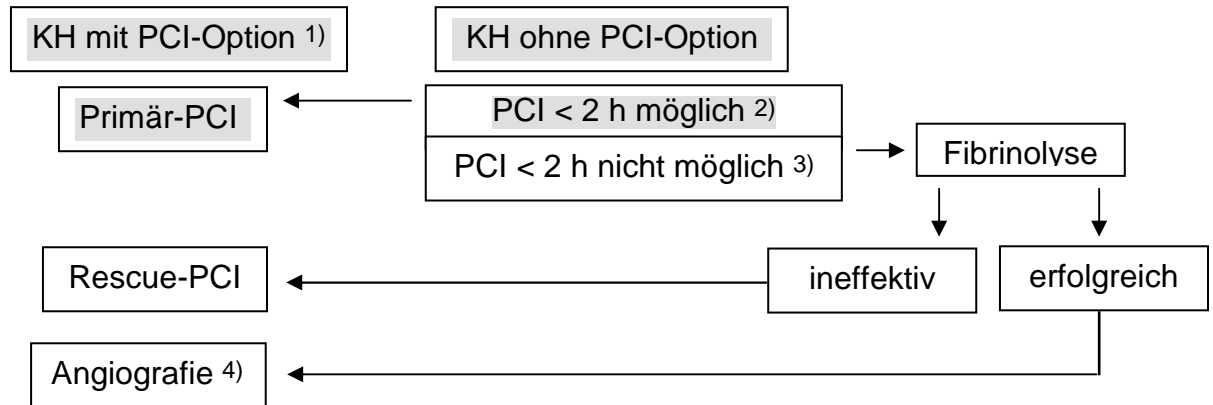 KH mit PCI-Option 1)
KH ohne PCI-Option
Primär-PCI
PCI < 2 h möglich 2)
PCI < 2 h nicht möglich 3)
Fibrinolyse
Rescue-PCI
ineffektiv
erfolgreich
Angiografie 4)